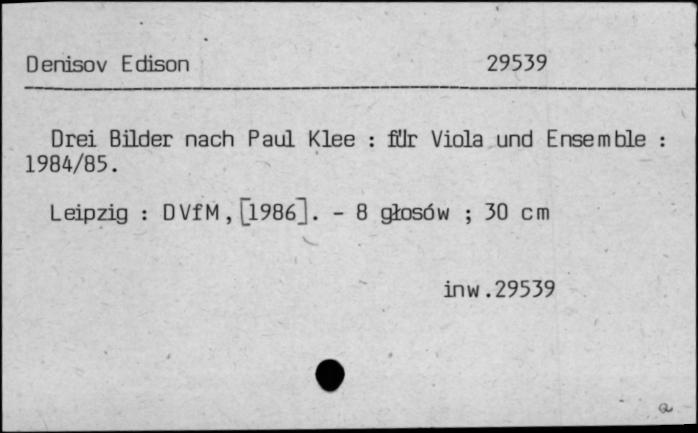 Denisov Edison 29539
Drei Bilder nach Paul Klee : für Viola und Ensemble :
1984/85.
Leipzig : DVfM, [1986]. - 8 głosów ; 30 cm
inw.29539
a